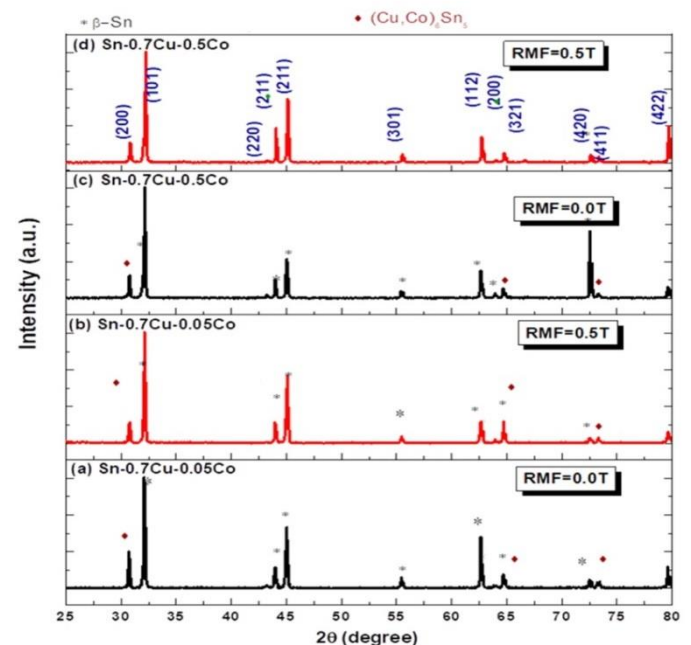 * β-Sn
◆ (Cu,Co)₆Sn₅
(d) Sn-0.7Cu-0.5Co
RMF=0.5T
(200)
(101)
(220)
(211)
(211)
(301)
(112)
(200)
(321)
(420)
(411)
(422)
(c) Sn-0.7Cu-0.5Co
RMF=0.0T
(b) Sn-0.7Cu-0.05Co
RMF=0.5T
(a) Sn-0.7Cu-0.05Co
RMF=0.0T
Intensity (a.u.)
25 30 35 40 45 50 55 60 65 70 75 80
2θ (degree)